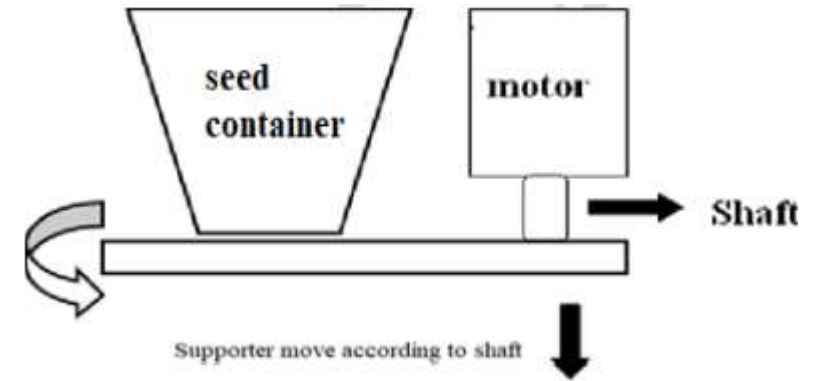 seed
container
motor
Shaft
Supporter move according to shaft